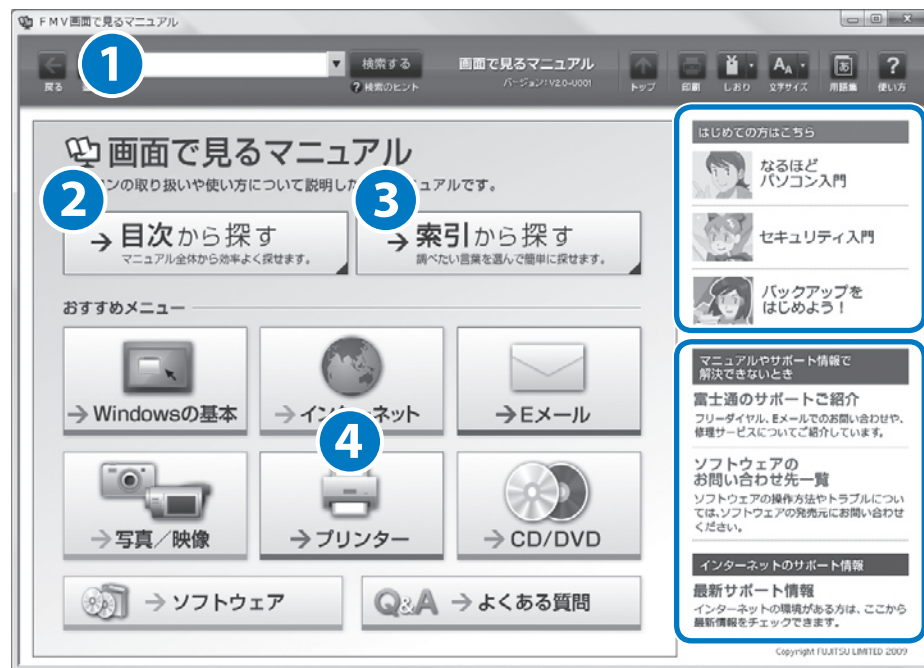 FMV画面で見るマニュアル
1
検索する
画面で見るマニュアル
バージョン:V2.0-U001
?検索のヒント
戻る
トップ
印刷
しおり
文字サイズ
用語集
使い方
画面で見るマニュアル
ンの取り扱いや使い方について説明した
ュアルです。
2
3
→目次から探す
マニュアル全体から効率よく探せます。
→索引から探す
調べたい言葉を選んで簡単に探せます。
おすすめメニュー
→Windowsの基本
→インターネット
→Eメール
4
→写真/映像
→プリンター
→CD/DVD
→ソフトウェア
Q&A→よくある質問
はじめての方はこちら
なるほど
パソコン入門
セキュリティ入門
バックアップを
はじめよう!
マニュアルやサポート情報で
解決できないとき
富士通のサポートご紹介
フリーダイヤル、Eメールでのお問い合わせや、
修理サービスについてご紹介しています。
ソフトウェアの
お問い合わせ先一覧
ソフトウェアの操作方法やトラブルについ
ては、ソフトウェアの発売元にお問い合わせ
ください。
インターネットのサポート情報
最新サポート情報
インターネットの環境がある方は、ここから
最新情報をチェックできます。
Copyright FUJITSU LIMITED 2009